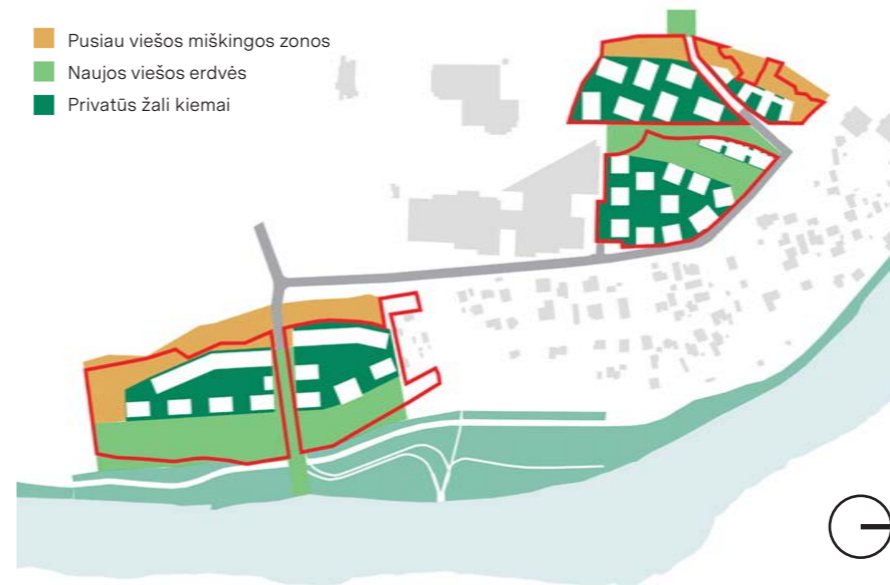 Pusiau viešos miškingos zonos
Naujos viešos erdvės
Privatūs žali kiemai